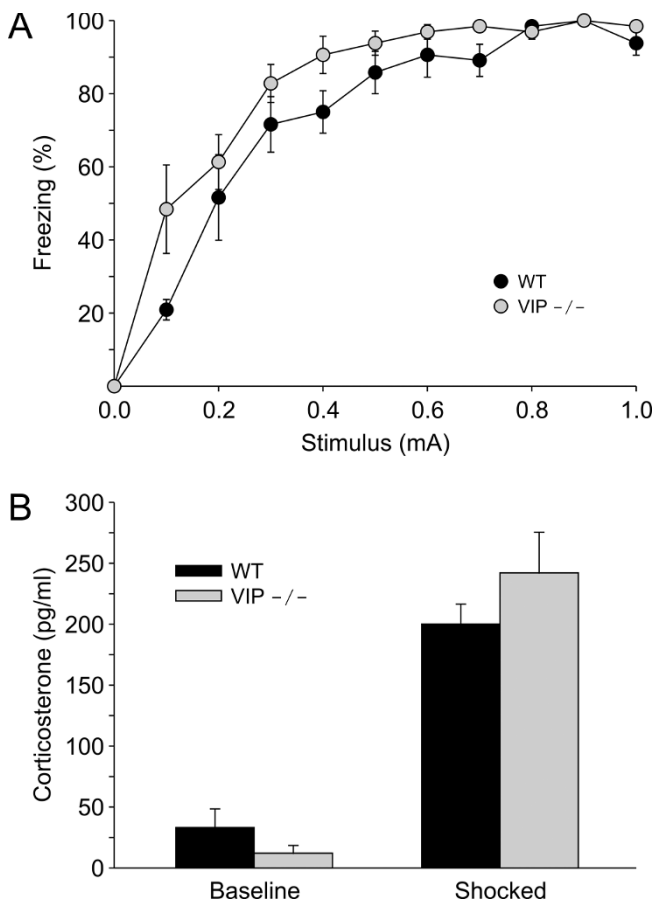 A
100
80
60
40
20
0
Freezing (%)
WT
VIP −/−
0.0 0.2 0.4 0.6 0.8 1.0
Stimulus (mA)
B
300
250
200
150
100
50
0
Corticosterone (pg/ml)
WT
VIP −/−
Baseline Shocked